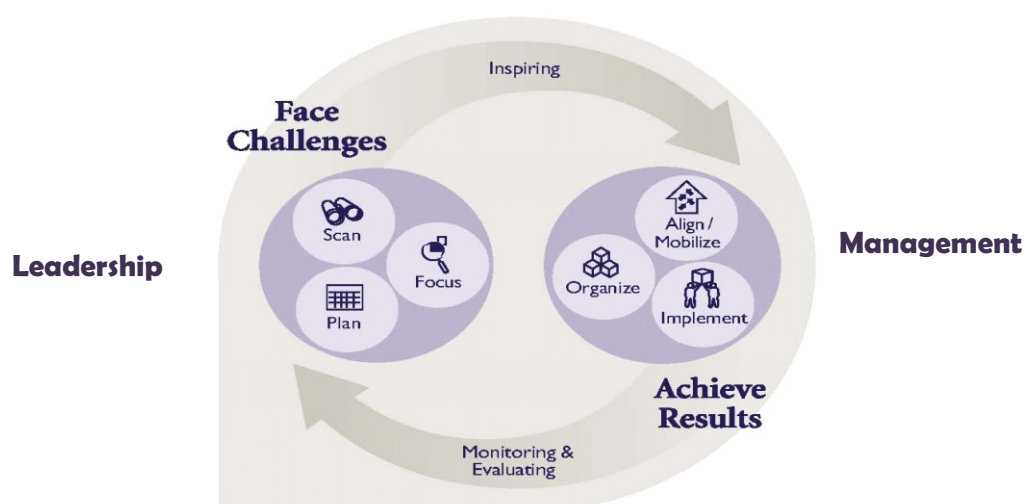 Inspiring
Face
Challenges
Scan
Focus
Plan
Leadership
Align /
Mobilize
Organize
Implement
Management
Achieve
Results
Monitoring &
Evaluating